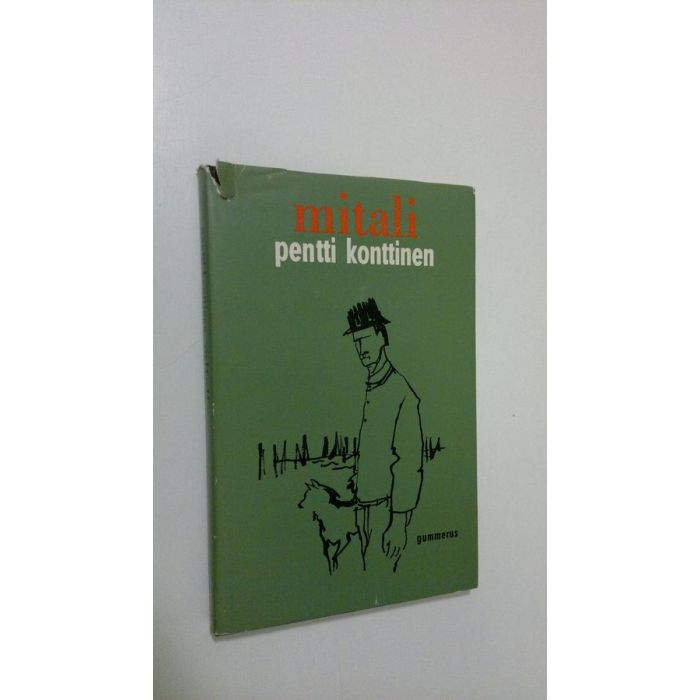 mitali
pentti konttinen
gummerus